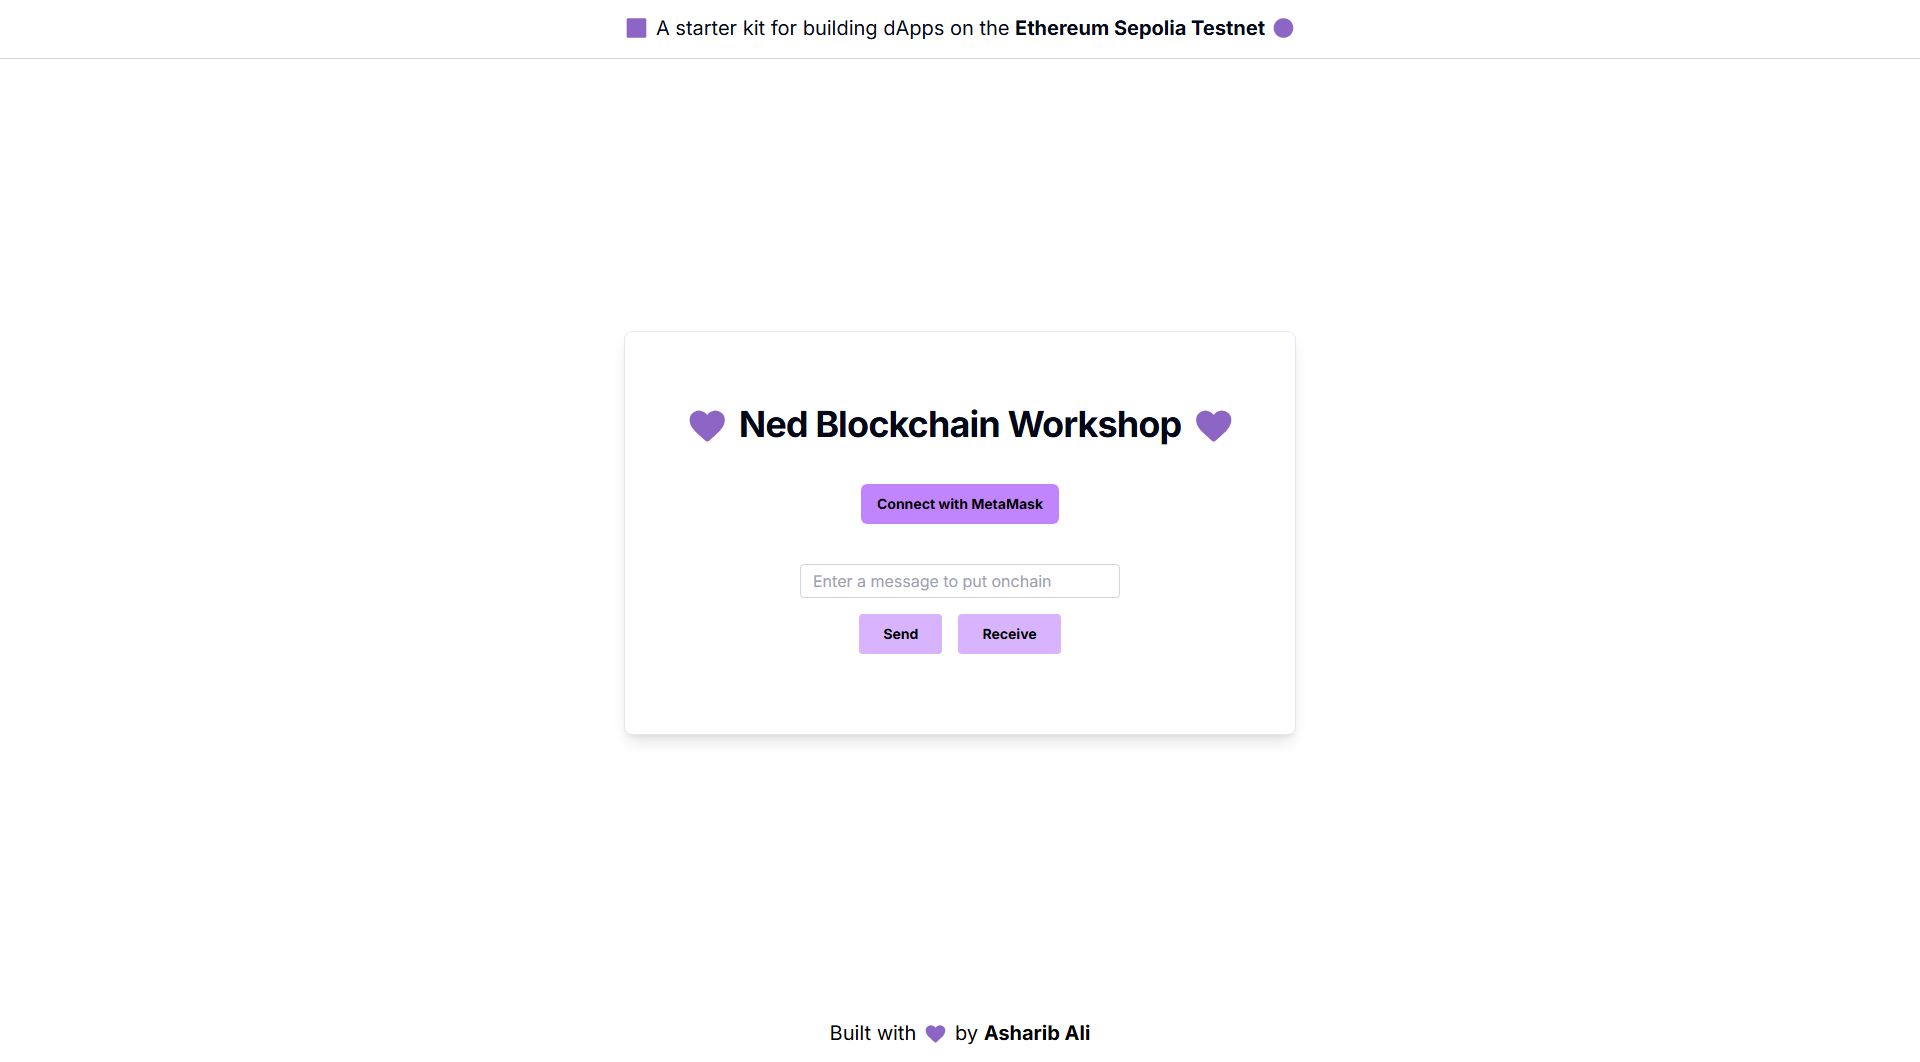 A starter kit for building dApps on the Ethereum Sepolia Testnet
Ned Blockchain Workshop
Connect with MetaMask
Enter a message to put onchain
Send Receive
Built with 💜 by Asharib Ali